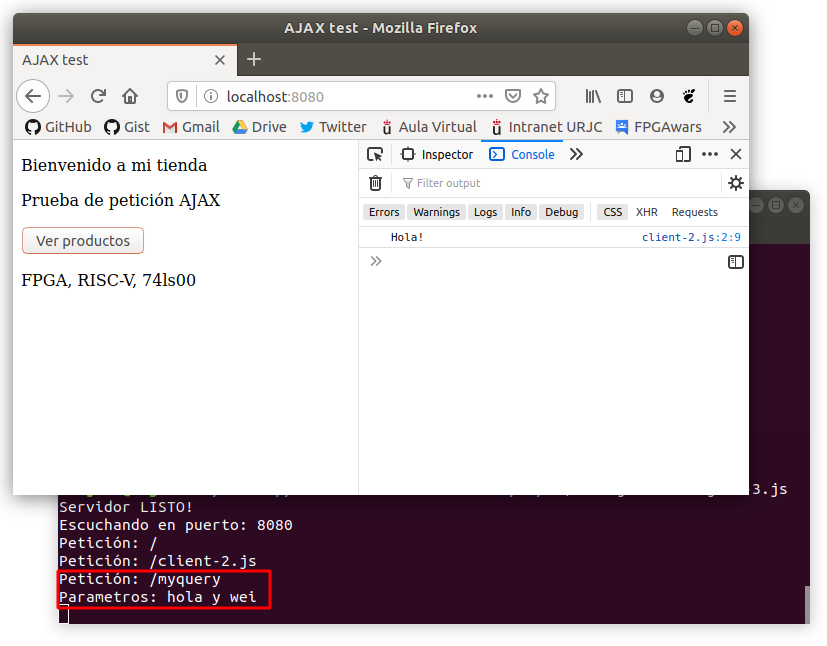 AJAX test - Mozilla Firefox
AJAX test
localhost:8080
GitHub Gist Gmail Drive Twitter Aula Virtual Intranet URJC FPGAwars
Bienvenido a mi tienda
Prueba de petición AJAX
Ver productos
FPGA, RISC-V, 74ls00
Inspector Console
Filter output
Errors Warnings Logs Info Debug CSS XHR Requests
Hola! client-2.js:2:9
3.js
Servidor LISTO!
Escuchando en puerto: 8080
Petición: /
Petición: /client-2.js
Petición: /myquery
Parametros: hola y wei